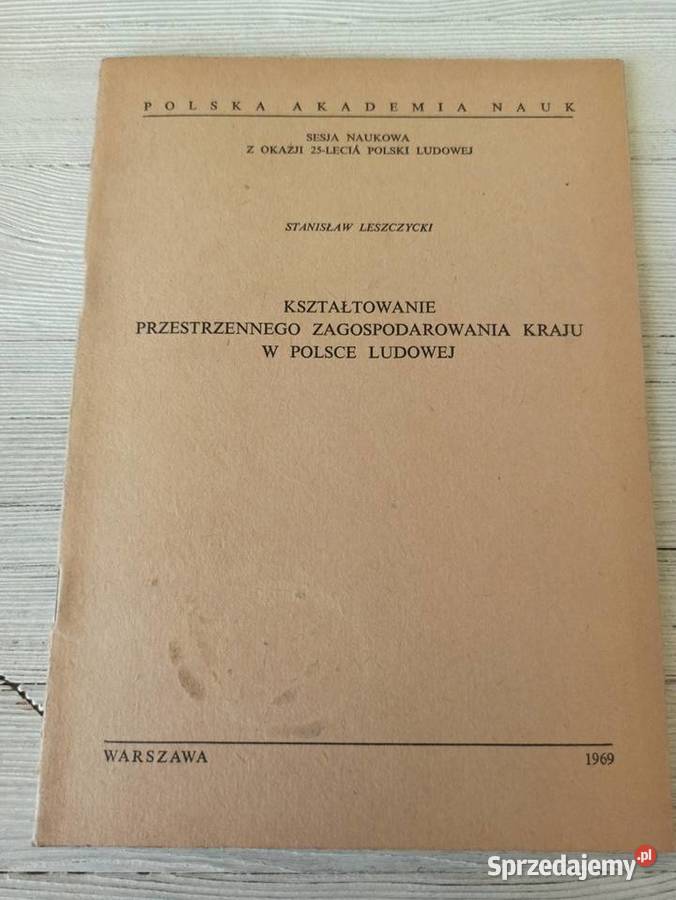 POLSKA AKADEMIA NAUK
SESJA NAUKOWA
Z OKAZJI 25-LECIA POLSKI LUDOWEJ
STANISŁAW LESZCZYCKI
KSZTAŁTOWANIE
PRZESTRZENNEGO ZAGOSPODAROWANIA KRAJU
W POLSCE LUDOWEJ
WARSZAWA 1969
Sprzedajemy.pl